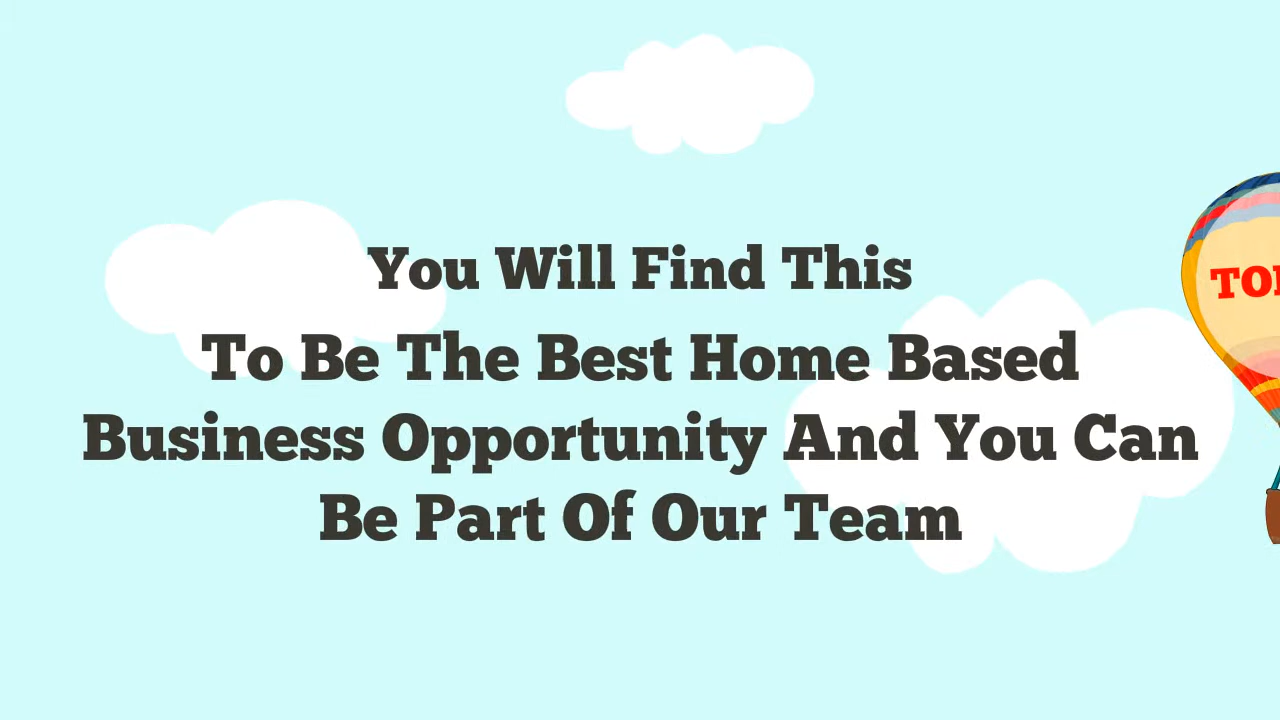 You Will Find This
To Be The Best Home Based
Business Opportunity And You Can
Be Part Of Our Team